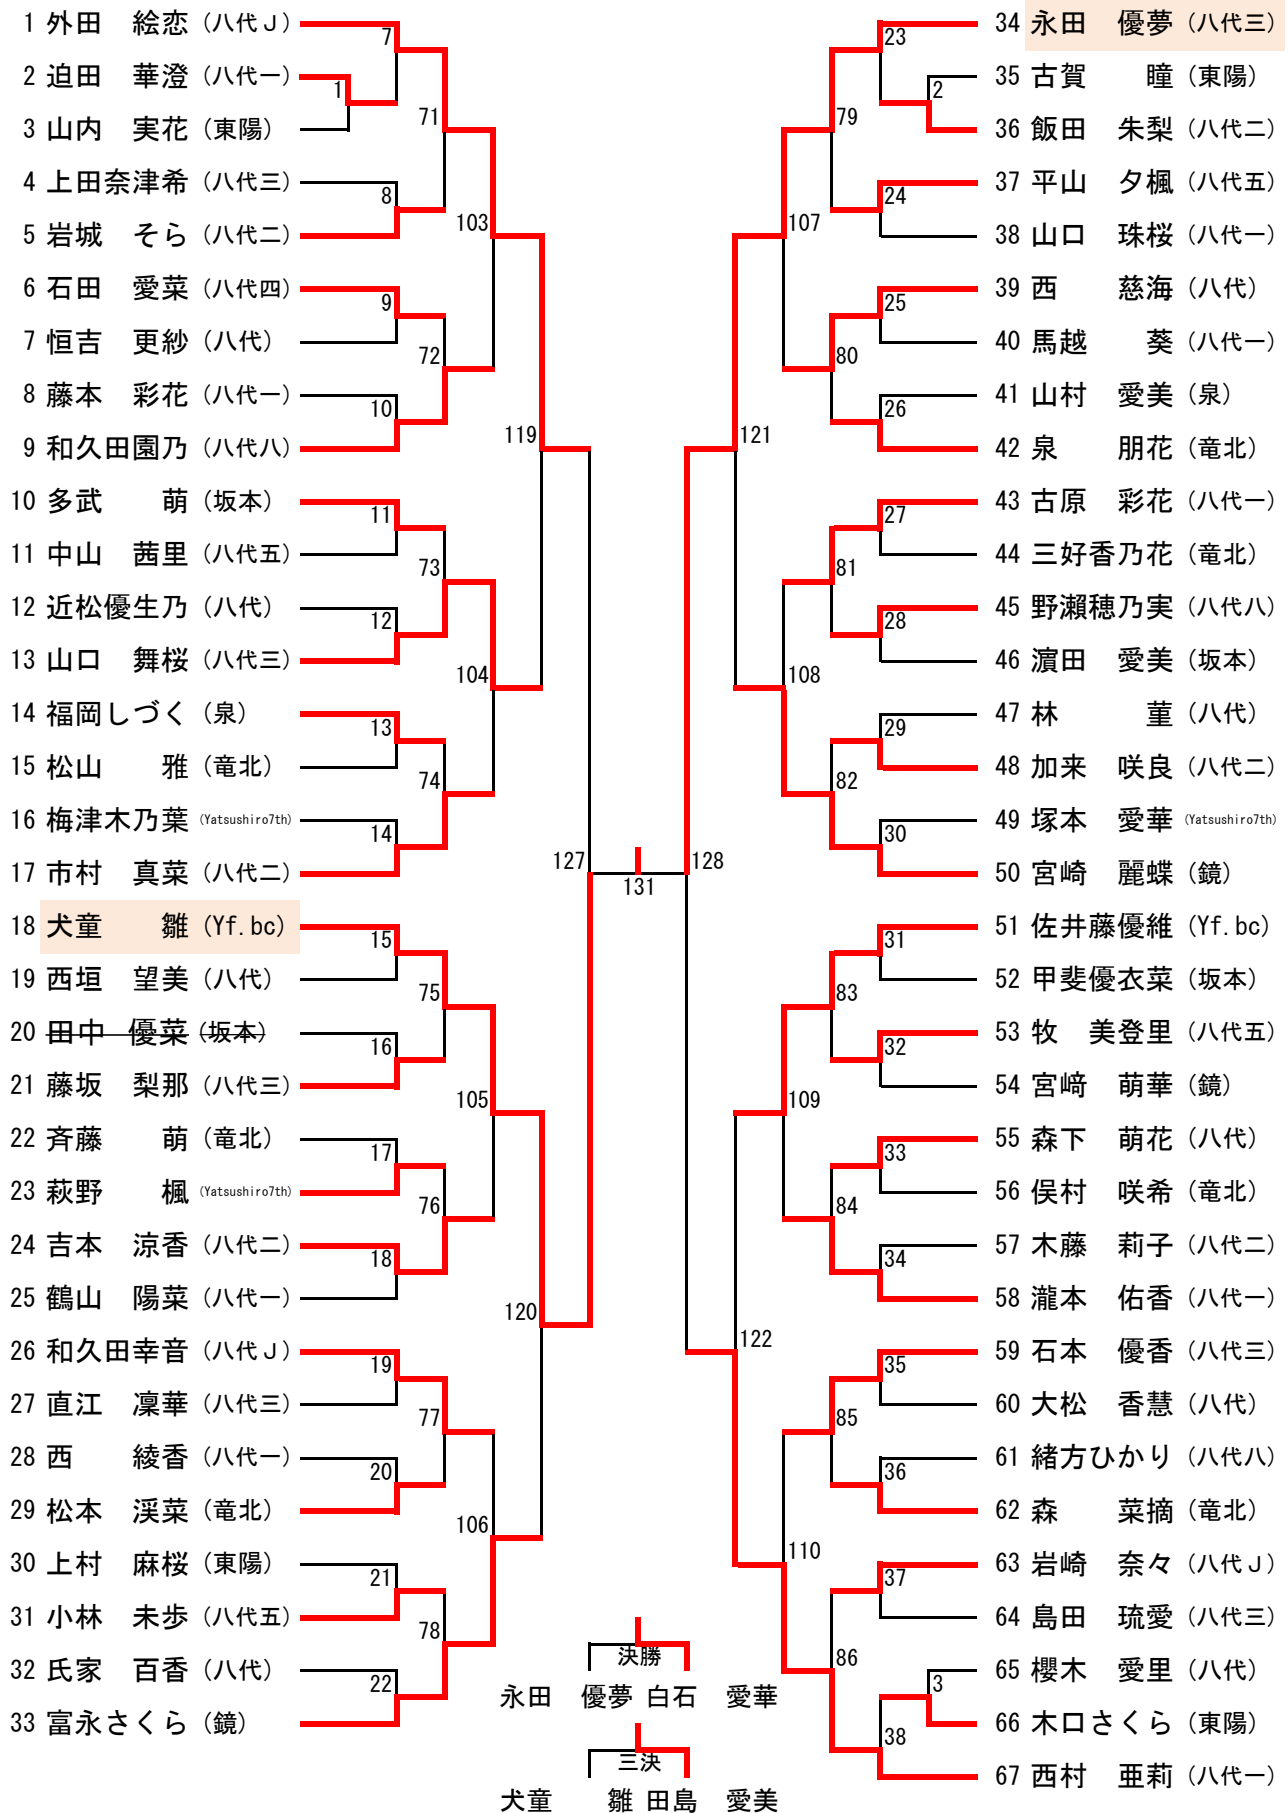 1 外田 絵恋 (八代Ｊ)
2 迫田 華澄 (八代一)
3 山内 実花 (東陽)
4 上田奈津希 (八代三)
5 岩城 そら (八代二)
6 石田 愛菜 (八代四)
7 恒吉 更紗 (八代)
8 藤本 彩花 (八代一)
9 和久田園乃 (八代八)
10 多武 萌 (坂本)
11 中山 茜里 (八代五)
12 近松優生乃 (八代)
13 山口 舞桜 (八代三)
14 福岡しづく (泉)
15 松山 雅 (竜北)
16 梅津木乃葉 (Yatsushiro7th)
17 市村 真菜 (八代二)
18 犬童 雛 (Yf.bc)
19 西垣 望美 (八代)
20 田中 優菜 (坂本)
21 藤坂 梨那 (八代三)
22 斉藤 萌 (竜北)
23 萩野 楓 (Yatsushiro7th)
24 吉本 涼香 (八代二)
25 鶴山 陽菜 (八代一)
26 和久田幸音 (八代Ｊ)
27 直江 凜華 (八代三)
28 西 綾香 (八代一)
29 松本 渓菜 (竜北)
30 上村 麻桜 (東陽)
31 小林 未歩 (八代五)
32 氏家 百香 (八代)
33 富永さくら (鏡)
1
7
8
9
10
11
12
13
14
15
16
17
18
19
20
21
22
71
72
73
74
75
76
77
78
103
104
105
106
119
120
127
131
128
121
122
107
108
109
110
79
80
81
82
83
84
85
86
23
2
24
25
26
27
28
29
30
31
32
33
34
35
36
37
3
38
34 永田 優夢 (八代三)
35 古賀 瞳 (東陽)
36 飯田 朱梨 (八代二)
37 平山 夕楓 (八代五)
38 山口 珠桜 (八代一)
39 西 慈海 (八代)
40 馬越 葵 (八代一)
41 山村 愛美 (泉)
42 泉 朋花 (竜北)
43 古原 彩花 (八代一)
44 三好香乃花 (竜北)
45 野瀬穂乃実 (八代八)
46 濵田 愛美 (坂本)
47 林 菫 (八代)
48 加来 咲良 (八代二)
49 塚本 愛華 (Yatsushiro7th)
50 宮崎 麗蝶 (鏡)
51 佐井藤優維 (Yf.bc)
52 甲斐優衣菜 (坂本)
53 牧 美登里 (八代五)
54 宮﨑 萌華 (鏡)
55 森下 萌花 (八代)
56 俣村 咲希 (竜北)
57 木藤 莉子 (八代二)
58 瀧本 佑香 (八代一)
59 石本 優香 (八代三)
60 大松 香慧 (八代)
61 緒方ひかり (八代八)
62 森 菜摘 (竜北)
63 岩崎 奈々 (八代Ｊ)
64 島田 琉愛 (八代三)
65 櫻木 愛里 (八代)
66 木口さくら (東陽)
67 西村 亜莉 (八代一)
決勝
永田 優夢 白石 愛華
三決
犬童 雛 田島 愛美